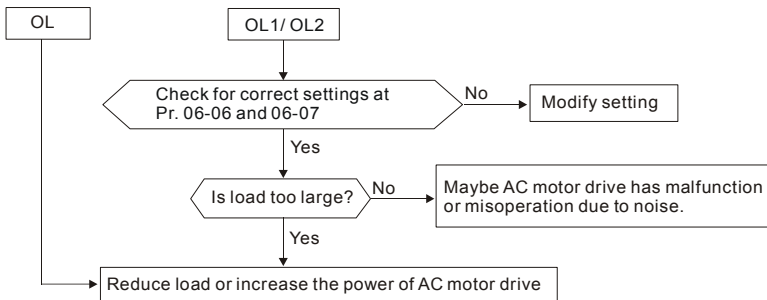 OL
OL1/ OL2
Check for correct settings at
Pr. 06-06 and 06-07
No
Modify setting
Yes
Is load too large?
No
Maybe AC motor drive has malfunction
or misoperation due to noise.
Yes
Reduce load or increase the power of AC motor drive